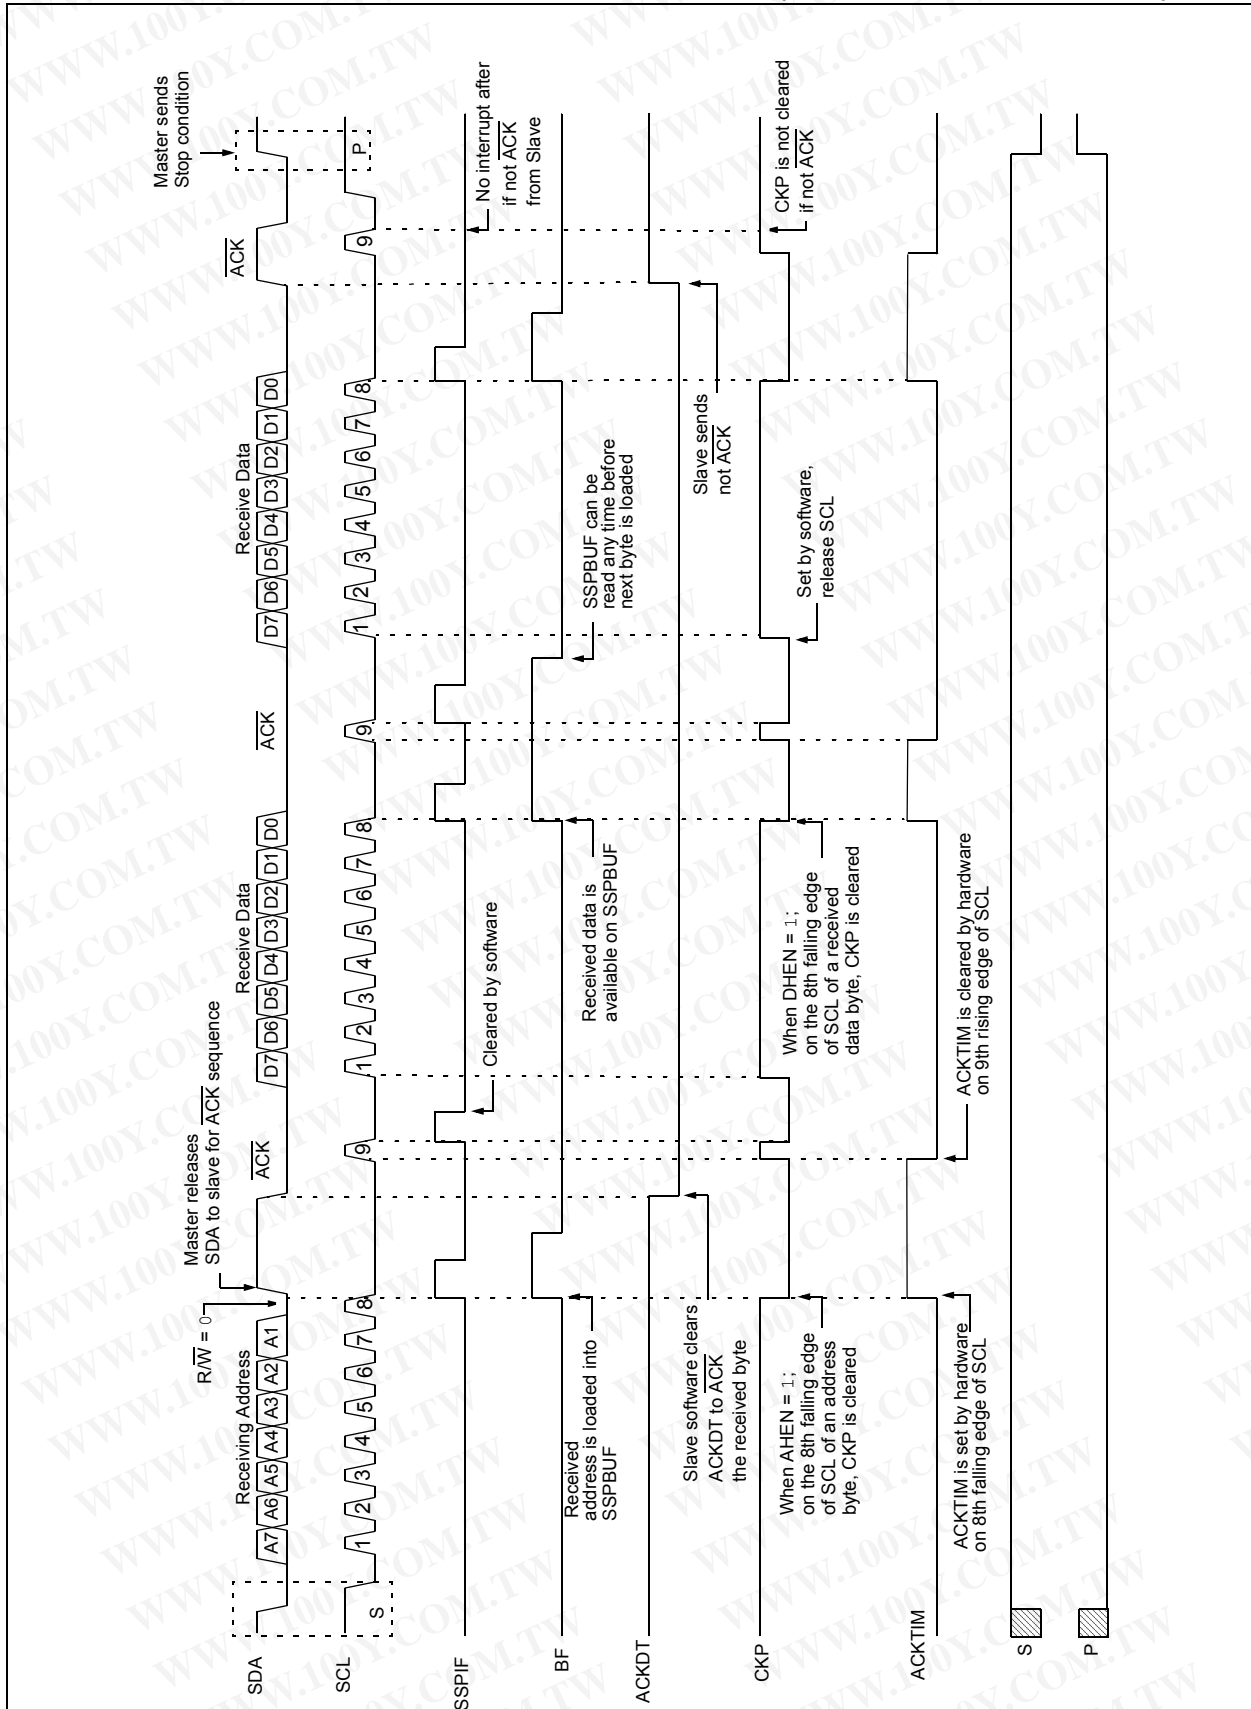 Master sends
Stop condition
Master releases
SDA to slave for ACK sequence
Receiving Address
R/W = 0
ACK
Receive Data
ACK
Receive Data
ACK
SDA
A7 A6 A5 A4 A3 A2 A1
D7 D6 D5 D4 D3 D2 D1 D0
D7 D6 D5 D4 D3 D2 D1 D0
SCL
S
1 2 3 4 5 6 7 8 9
1 2 3 4 5 6 7 8 9
1 2 3 4 5 6 7 8 9
P
SSPIF
Cleared by software
No interrupt after
if not ACK
from Slave
BF
Received
address is loaded into
SSPBUF
Received data is
available on SSPBUF
SSPBUF can be
read any time before
next byte is loaded
ACKDT
Slave software clears
ACKDT to ACK
the received byte
Slave sends
not ACK
CKP
When AHEN = 1;
on the 8th falling edge
of SCL of an address
byte, CKP is cleared
When DHEN = 1;
on the 8th falling edge
of SCL of a received
data byte, CKP is cleared
Set by software,
release SCL
CKP is not cleared
if not ACK
ACKTIM
ACKTIM is set by hardware
on 8th falling edge of SCL
ACKTIM is cleared by hardware
on 9th rising edge of SCL
S
P
WWW.100Y.COM.TW